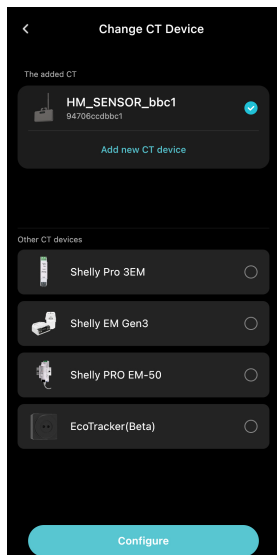 Change CT Device
The added CT
HM_SENSOR_bbc1
94706ccdbbc1
Add new CT device
Other CT devices
Shelly Pro 3EM
Shelly EM Gen3
Shelly PRO EM-50
EcoTracker(Beta)
Configure